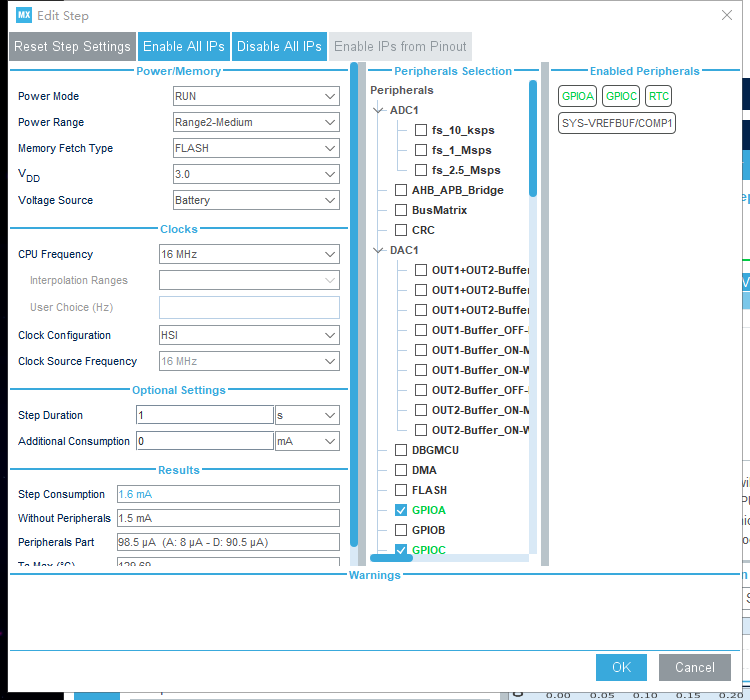 MX Edit Step
Reset Step Settings Enable All IPs Disable All IPs Enable IPs from Pinout
Power/Memory
Power Mode RUN
Power Range Range2-Medium
Memory Fetch Type FLASH
VDD 3.0
Voltage Source Battery
Clocks
CPU Frequency 16 MHz
Interpolation Ranges
User Choice (Hz)
Clock Configuration HSI
Clock Source Frequency 16 MHz
Optional Settings
Step Duration 1 s
Additional Consumption 0 mA
Results
Step Consumption 1.6 mA
Without Peripherals 1.5 mA
Peripherals Part 98.5 µA (A: 8 µA - D: 90.5 µA)
Ta Max (°C) 129.69
Peripherals Selection
Peripherals
ADC1
fs_10_ksps
fs_1_Msps
fs_2.5_Msps
AHB_APB_Bridge
BusMatrix
CRC
DAC1
OUT1+OUT2-Buffer
OUT1+OUT2-Buffer
OUT1+OUT2-Buffer
OUT1-Buffer_OFF-
OUT1-Buffer_ON-M
OUT1-Buffer_ON-W
OUT2-Buffer_OFF-
OUT2-Buffer_ON-M
OUT2-Buffer_ON-W
DBGMCU
DMA
FLASH
GPIOA
GPIOB
GPIOC
Enabled Peripherals
GPIOA GPIOC RTC
SYS-VREFBUF/COMP1
Warnings
OK Cancel
0.00 0.05 0.10 0.15 0.20